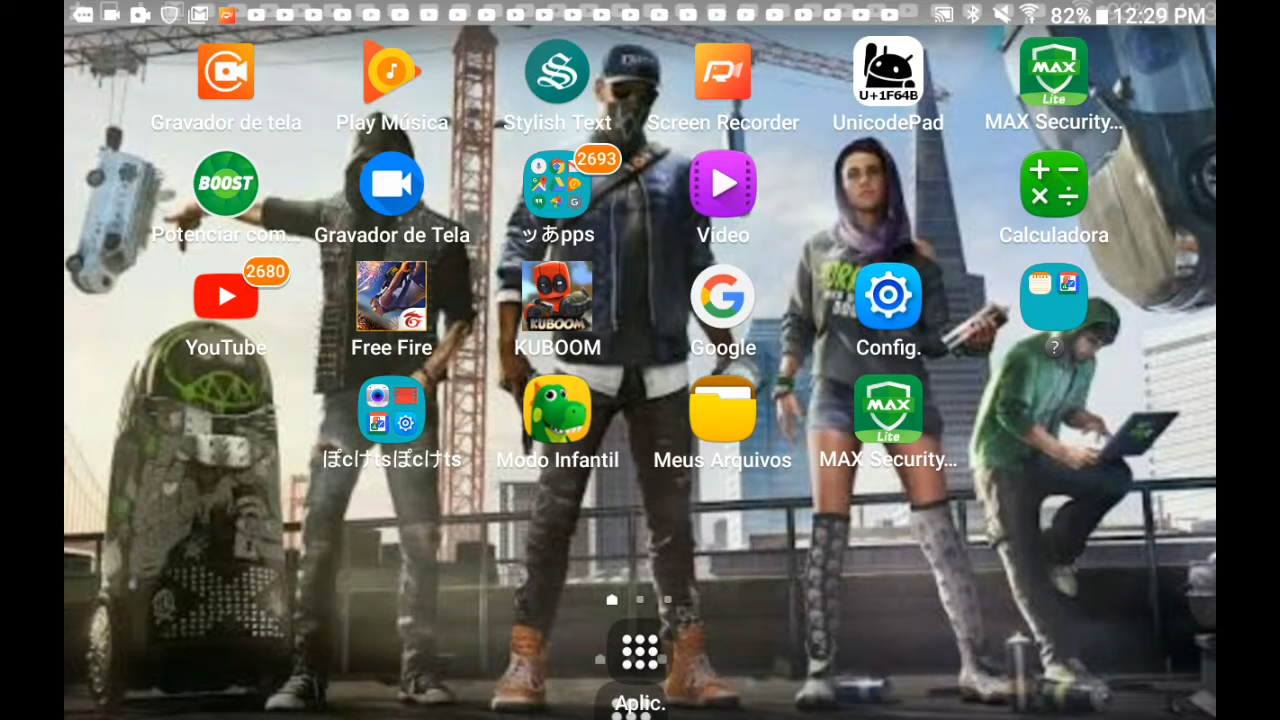 82% 12:29 PM
U+1F64B
MAX
Lite
Gravador de tela Play Música Stylish Text Screen Recorder UnicodePad MAX Security...
BOOST
2693
Potenciar com... Gravador de Tela ッあpps Vídeo Calculadora
2680
KUBOOM
YouTube Free Fire KUBOOM Google Config. ?
MAX
Lite
ぽcけtsぽcけts Modo Infantil Meus Arquivos MAX Security...
Aplic.